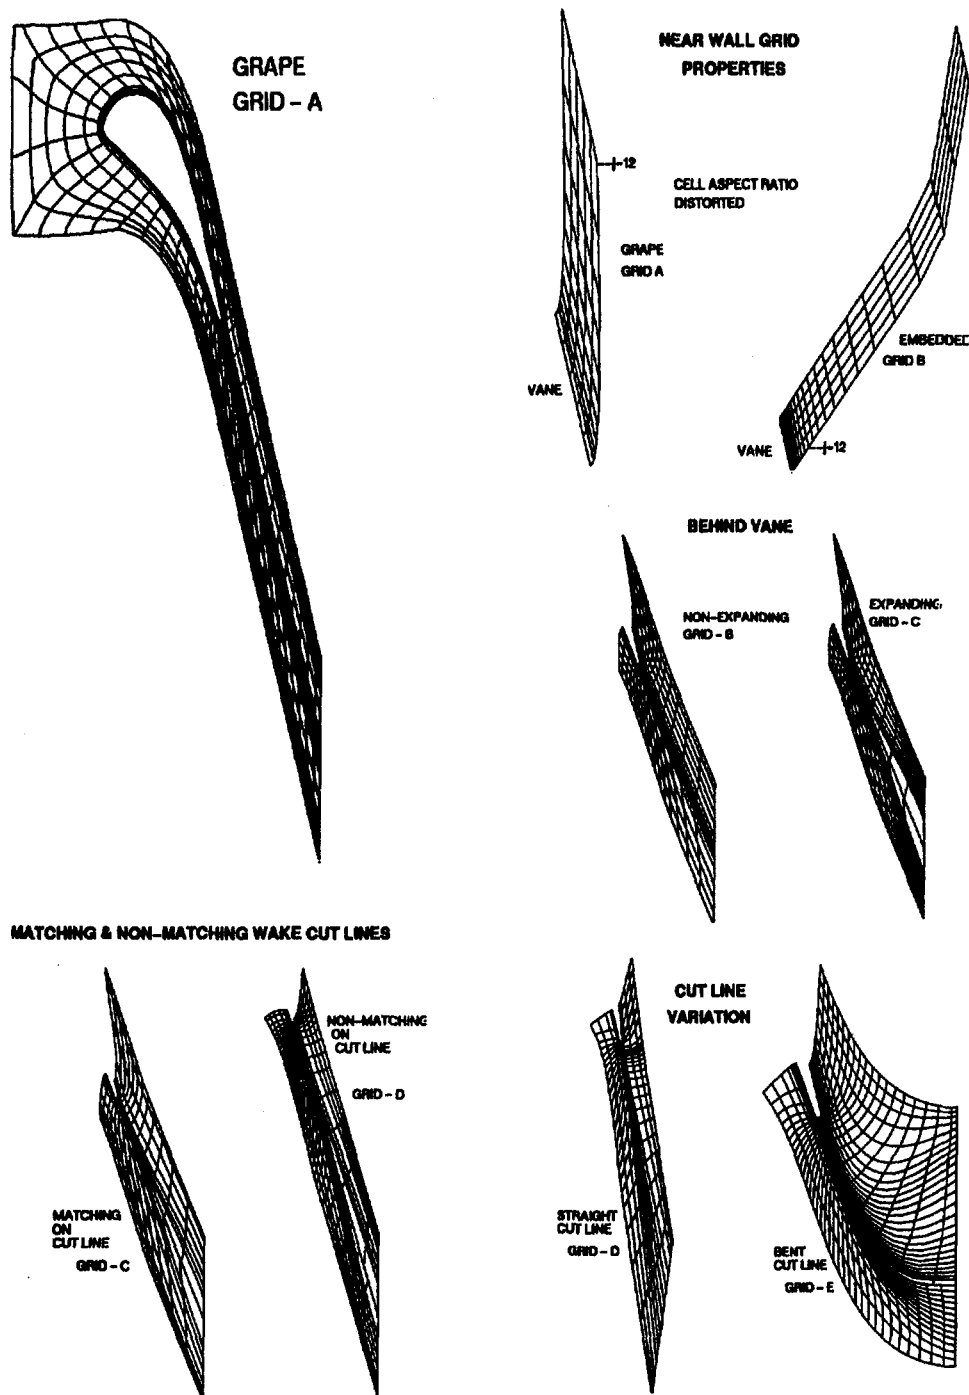 GRAPE
GRID – A
NEAR WALL GRID
PROPERTIES
12
CELL ASPECT RATIO
DISTORTED
GRAPE
GRID A
VANE
EMBEDDED
GRID B
VANE
12
BEHIND VANE
NON-EXPANDING
GRID – B
EXPANDING
GRID – C
MATCHING & NON-MATCHING WAKE CUT LINES
NON-MATCHING
ON
CUT LINE
GRID – D
MATCHING
ON
CUT LINE
GRID – C
CUT LINE
VARIATION
STRAIGHT
CUT LINE
GRID – D
BENT
CUT LINE
GRID – E